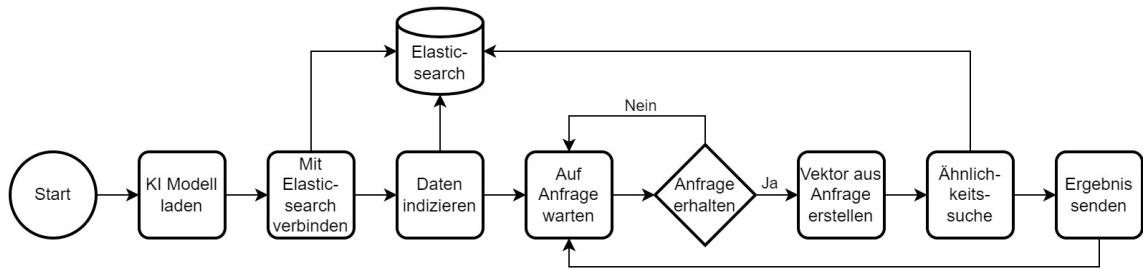 Elastic-
search
Nein
Start
KI Modell
laden
Mit
Elastic-
search
verbinden
Daten
indizieren
Auf
Anfrage
warten
Anfrage
erhalten
Ja
Vektor aus
Anfrage
erstellen
Ähnlich-
keits-
suche
Ergebnis
senden